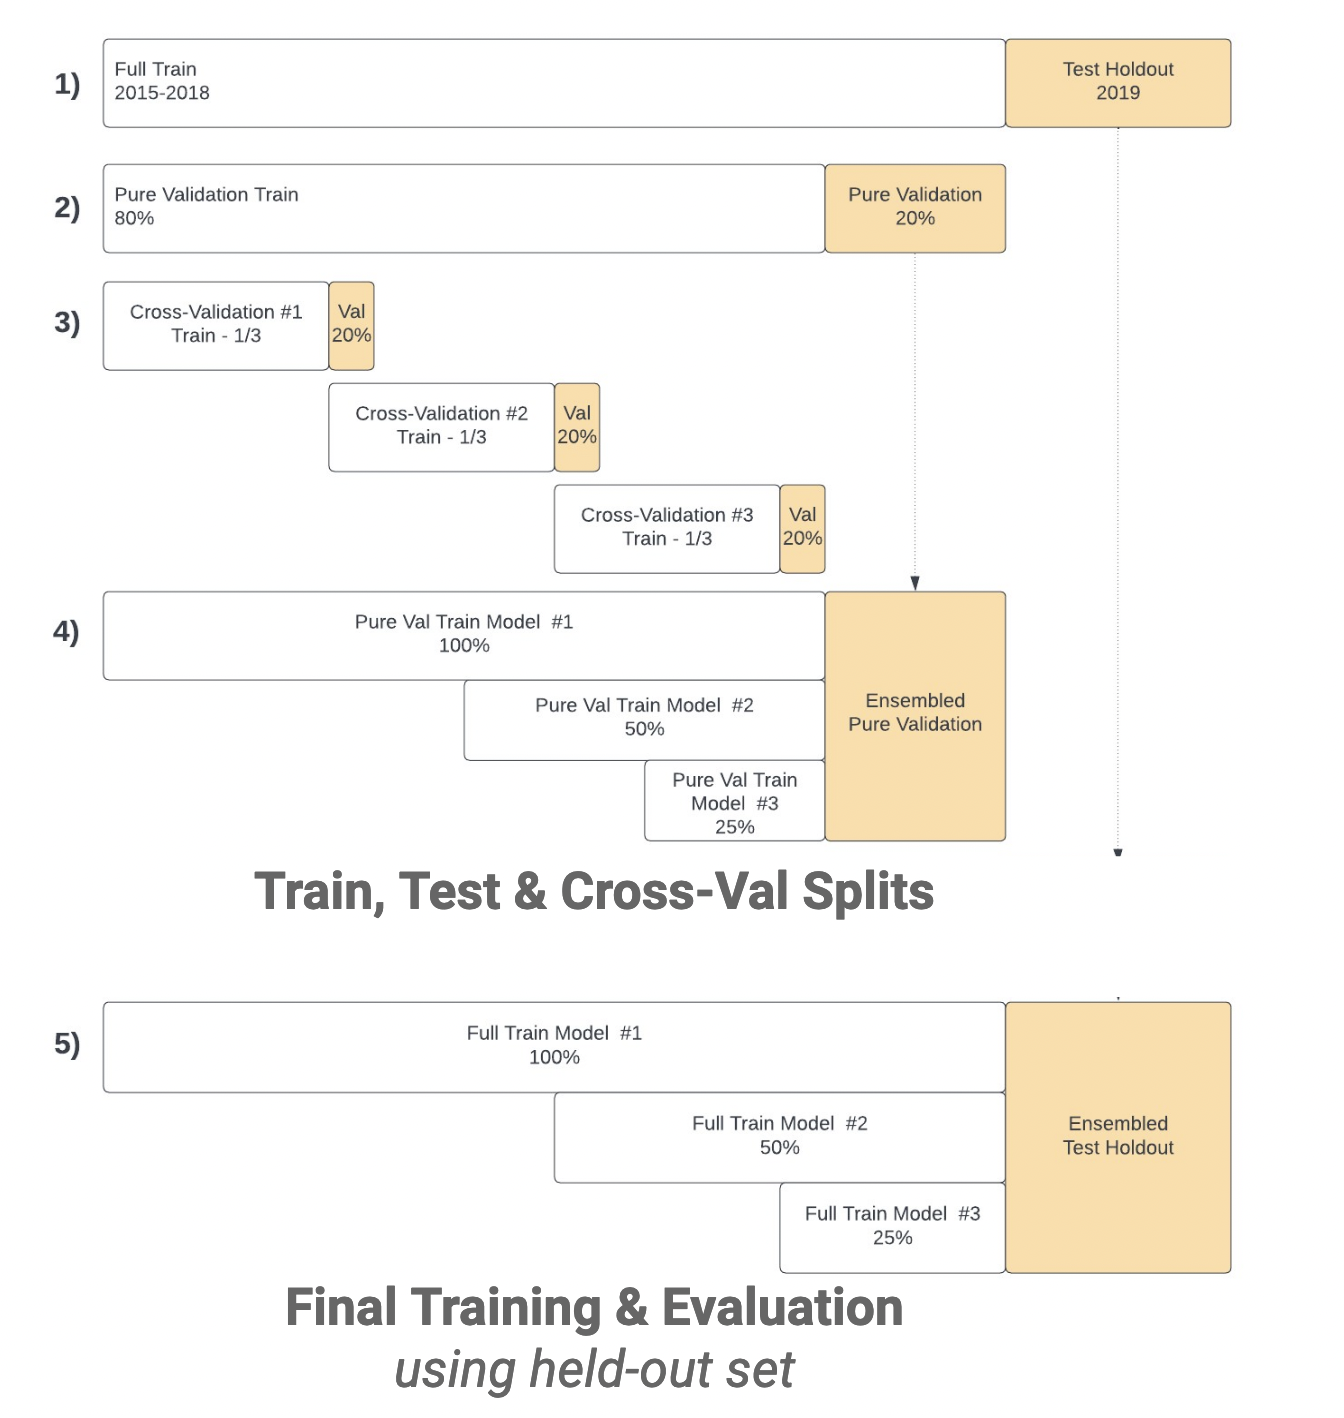 1)
Full Train
2015-2018
Test Holdout
2019
2)
Pure Validation Train
80%
Pure Validation
20%
3)
Cross-Validation #1
Train - 1/3
Val
20%
Cross-Validation #2
Train - 1/3
Val
20%
Cross-Validation #3
Train - 1/3
Val
20%
4)
Pure Val Train Model #1
100%
Pure Val Train Model #2
50%
Pure Val Train
Model #3
25%
Ensembled
Pure Validation
Train, Test & Cross-Val Splits
5)
Full Train Model #1
100%
Full Train Model #2
50%
Full Train Model #3
25%
Ensembled
Test Holdout
Final Training & Evaluation
using held-out set